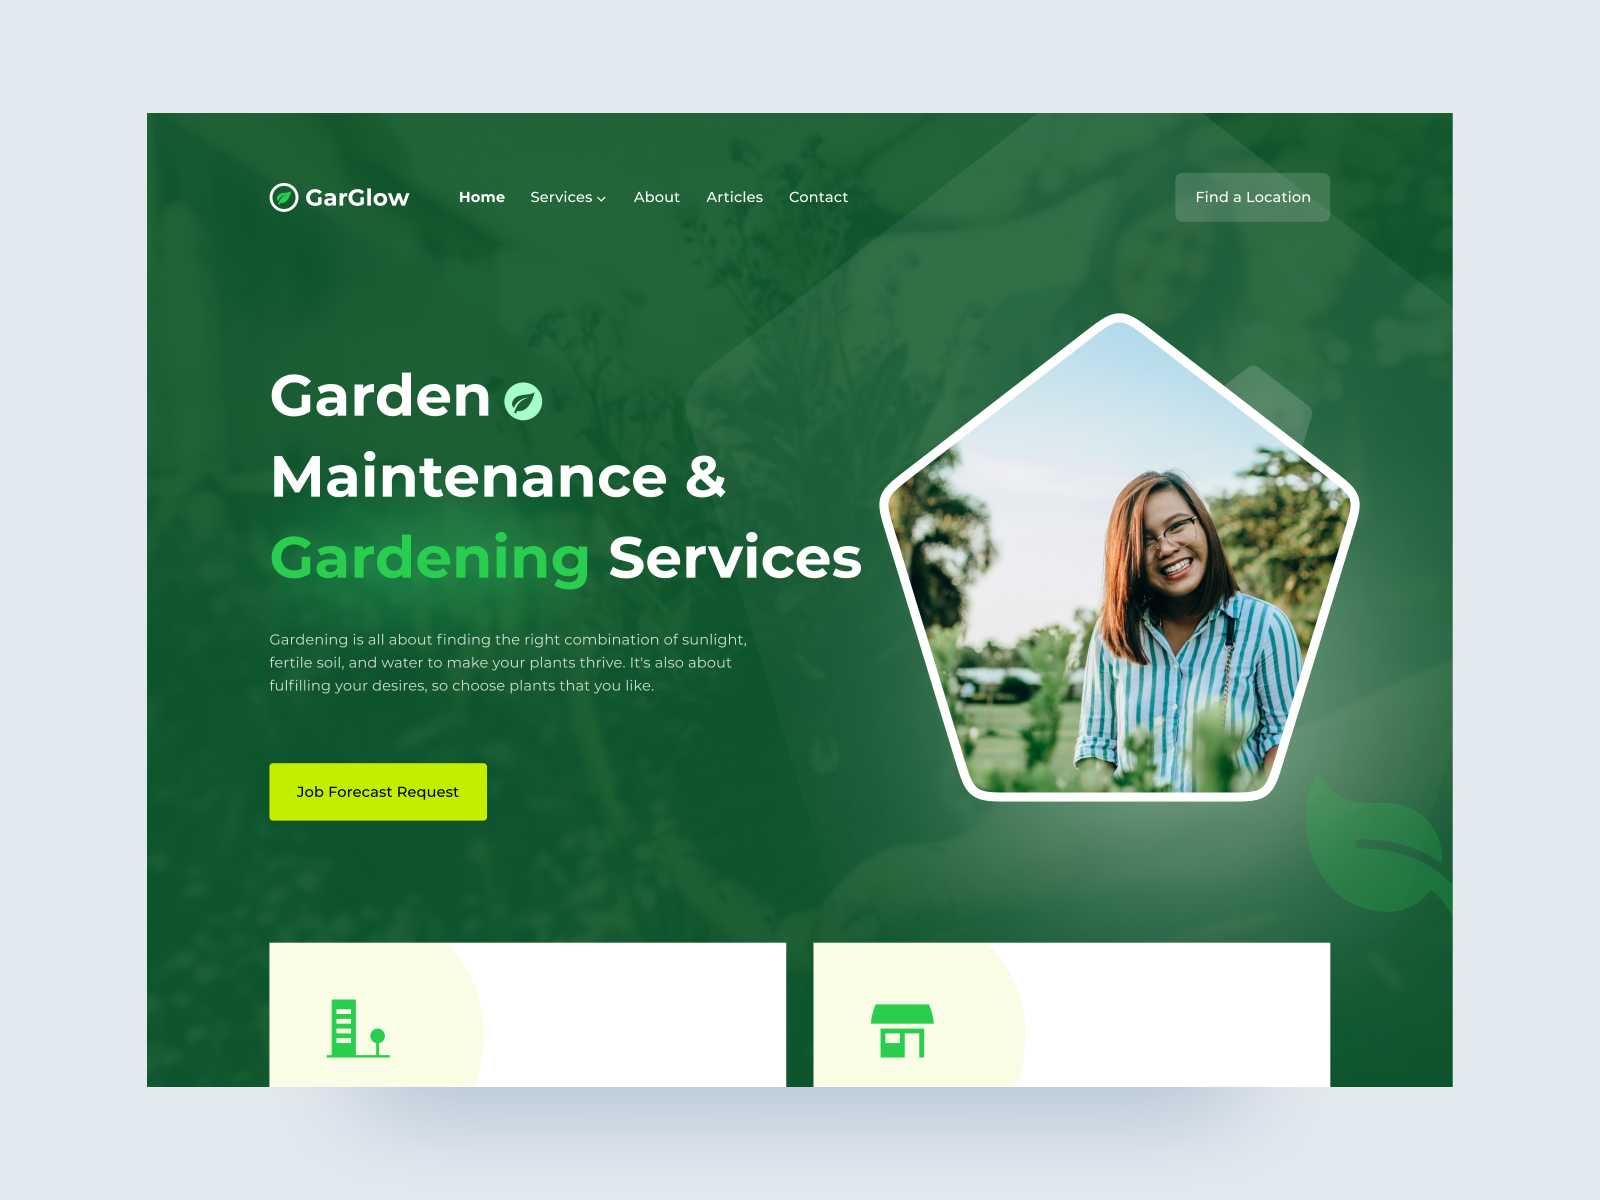 GarGlow
Home Services About Articles Contact
Find a Location
Garden
Maintenance &
Gardening Services
Gardening is all about finding the right combination of sunlight,
fertile soil, and water to make your plants thrive. It's also about
fulfilling your desires, so choose plants that you like.
Job Forecast Request